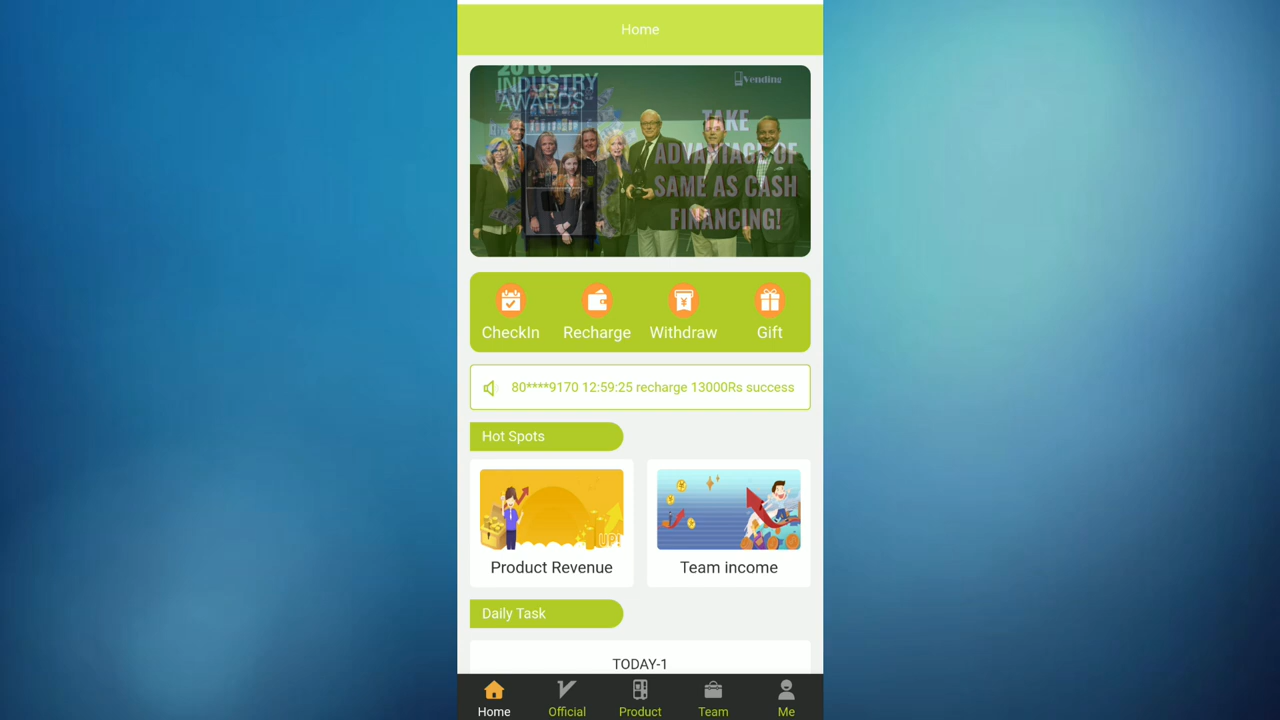 Home
2016
INDUSTRY
AWARDS
Vending
TAKE
ADVANTAGE OF
SAME AS CASH
FINANCING!
CheckIn Recharge Withdraw Gift
80****9170 12:59:25 recharge 13000Rs success
Hot Spots
UP!
Product Revenue Team income
Daily Task
TODAY-1
Home Official Product Team Me